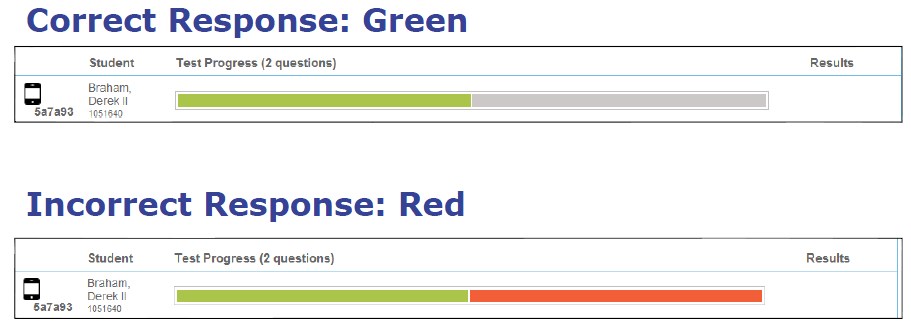 Correct Response: Green
Student Test Progress (2 questions) Results
Braham,
Derek II
5a7a93 1051640
Incorrect Response: Red
Student Test Progress (2 questions) Results
Braham,
Derek II
5a7a93 1051640